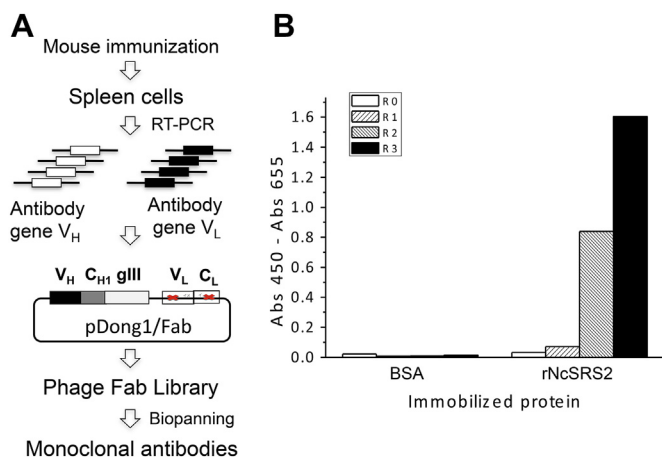 A
Mouse immunization
Spleen cells
RT-PCR
Antibody
gene VH
Antibody
gene VL
VH CH1 gIII VL CL
pDong1/Fab
Phage Fab Library
Biopanning
Monoclonal antibodies
B
R 0
R 1
R 2
R 3
Abs 450 - Abs 655
1.6
1.4
1.2
1.0
0.8
0.6
0.4
0.2
0.0
BSA rNcSRS2
Immobilized protein